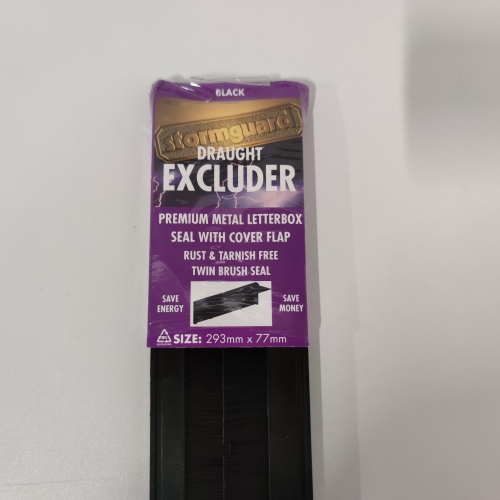 BLACK
stormguard
DRAUGHT
EXCLUDER
PREMIUM METAL LETTERBOX
SEAL WITH COVER FLAP
RUST & TARNISH FREE
TWIN BRUSH SEAL
SAVE ENERGY
SAVE MONEY
SIZE: 293mm x 77mm